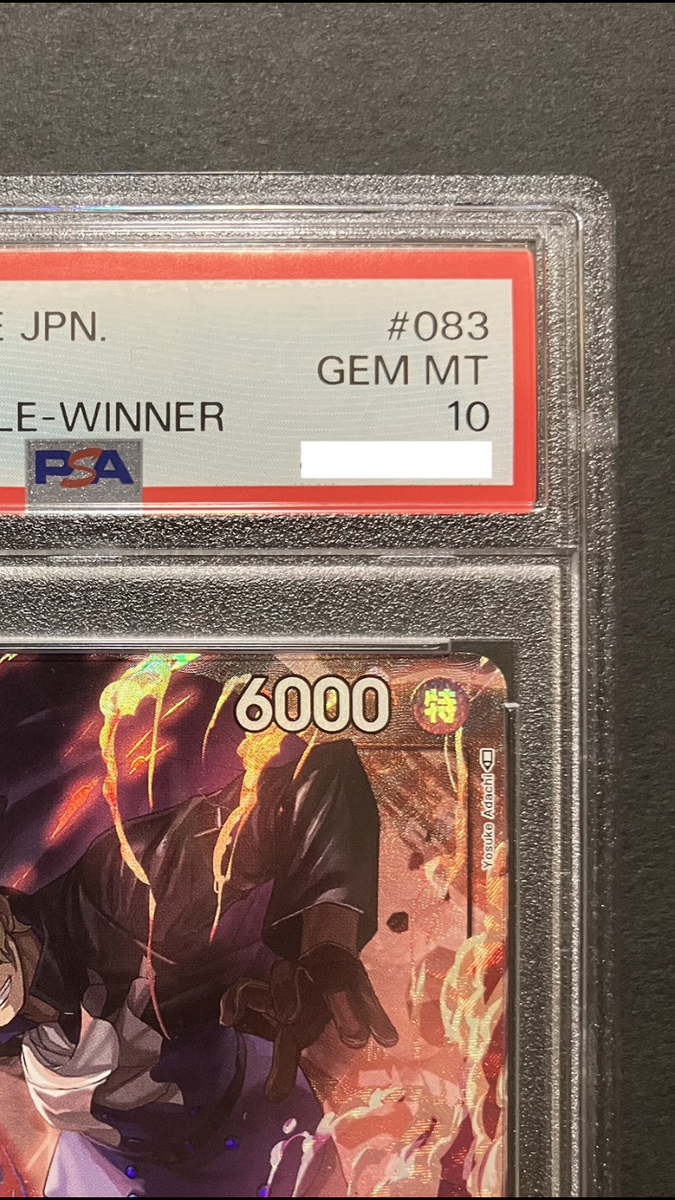 E JPN. #083
GEM MT
LE-WINNER 10
PSA
6000 特
Yosuke Adachi